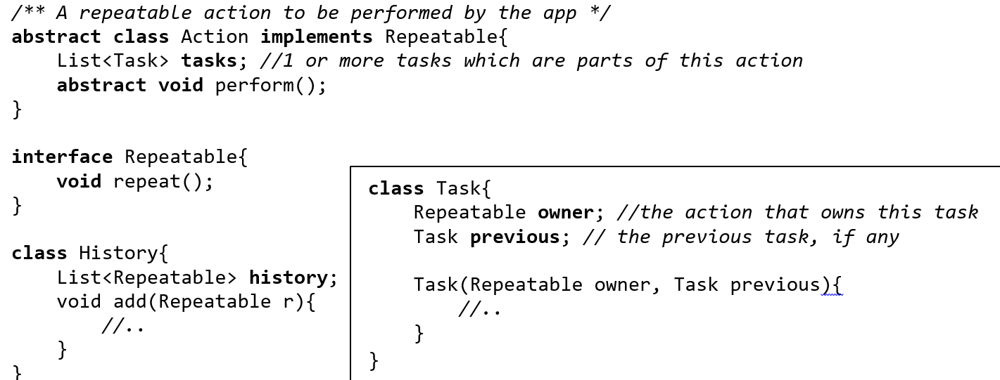 /** A repeatable action to be performed by the app */
abstract class Action implements Repeatable{
    List<Task> tasks; //1 or more tasks which are parts of this action
    abstract void perform();
}

interface Repeatable{
    void repeat();
}

class History{
    List<Repeatable> history;
    void add(Repeatable r){
        //..
    }
}

class Task{
    Repeatable owner; //the action that owns this task
    Task previous; // the previous task, if any

    Task(Repeatable owner, Task previous){
        //..
    }
}